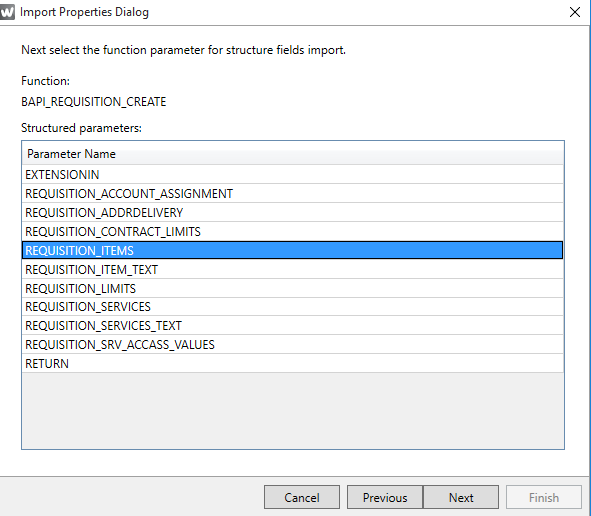 W Import Properties Dialog
Next select the function parameter for structure fields import.
Function:
BAPI_REQUISITION_CREATE
Structured parameters:
Parameter Name
EXTENSIONIN
REQUISITION_ACCOUNT_ASSIGNMENT
REQUISITION_ADDRDELIVERY
REQUISITION_CONTRACT_LIMITS
REQUISITION_ITEMS
REQUISITION_ITEM_TEXT
REQUISITION_LIMITS
REQUISITION_SERVICES
REQUISITION_SERVICES_TEXT
REQUISITION_SRV_ACCASS_VALUES
RETURN
Cancel Previous Next Finish